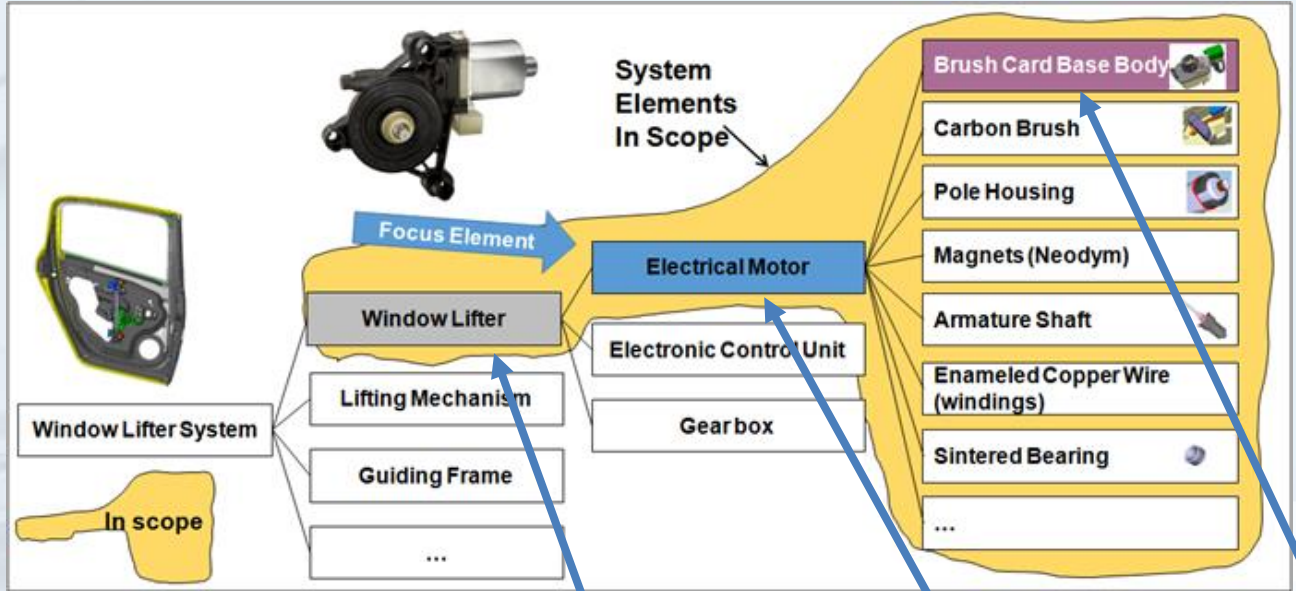 System
Elements
In Scope
Focus Element
Window Lifter System
In scope
Window Lifter
Lifting Mechanism
Guiding Frame
...
Electrical Motor
Electronic Control Unit
Gear box
Brush Card Base Body
Carbon Brush
Pole Housing
Magnets (Neodym)
Armature Shaft
Enameled Copper Wire
(windings)
Sintered Bearing
...